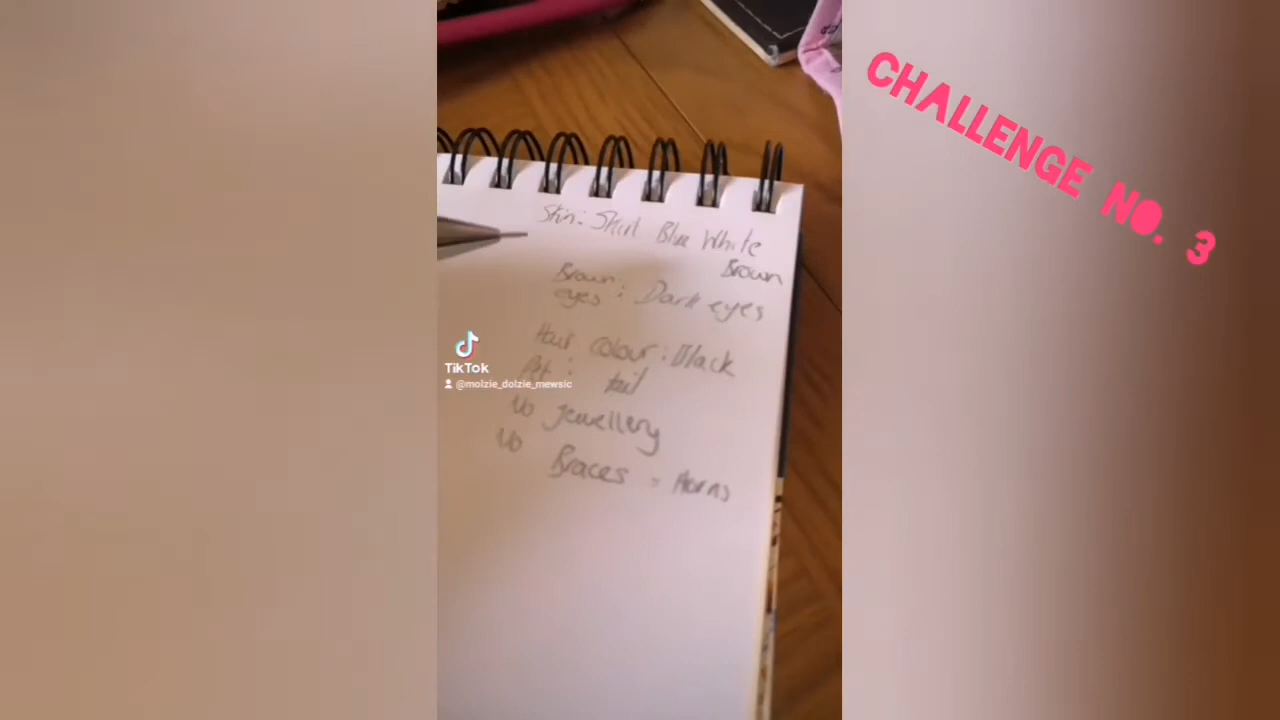 CHALLENGE NO. 3
Skin: Skirt Blue White
Brown
Brown
eyes : Dark eyes
Hair colour : Black
Pet : tail
No jewellery
No Braces = Horns
TikTok
@molzie_dolzie_mewsic